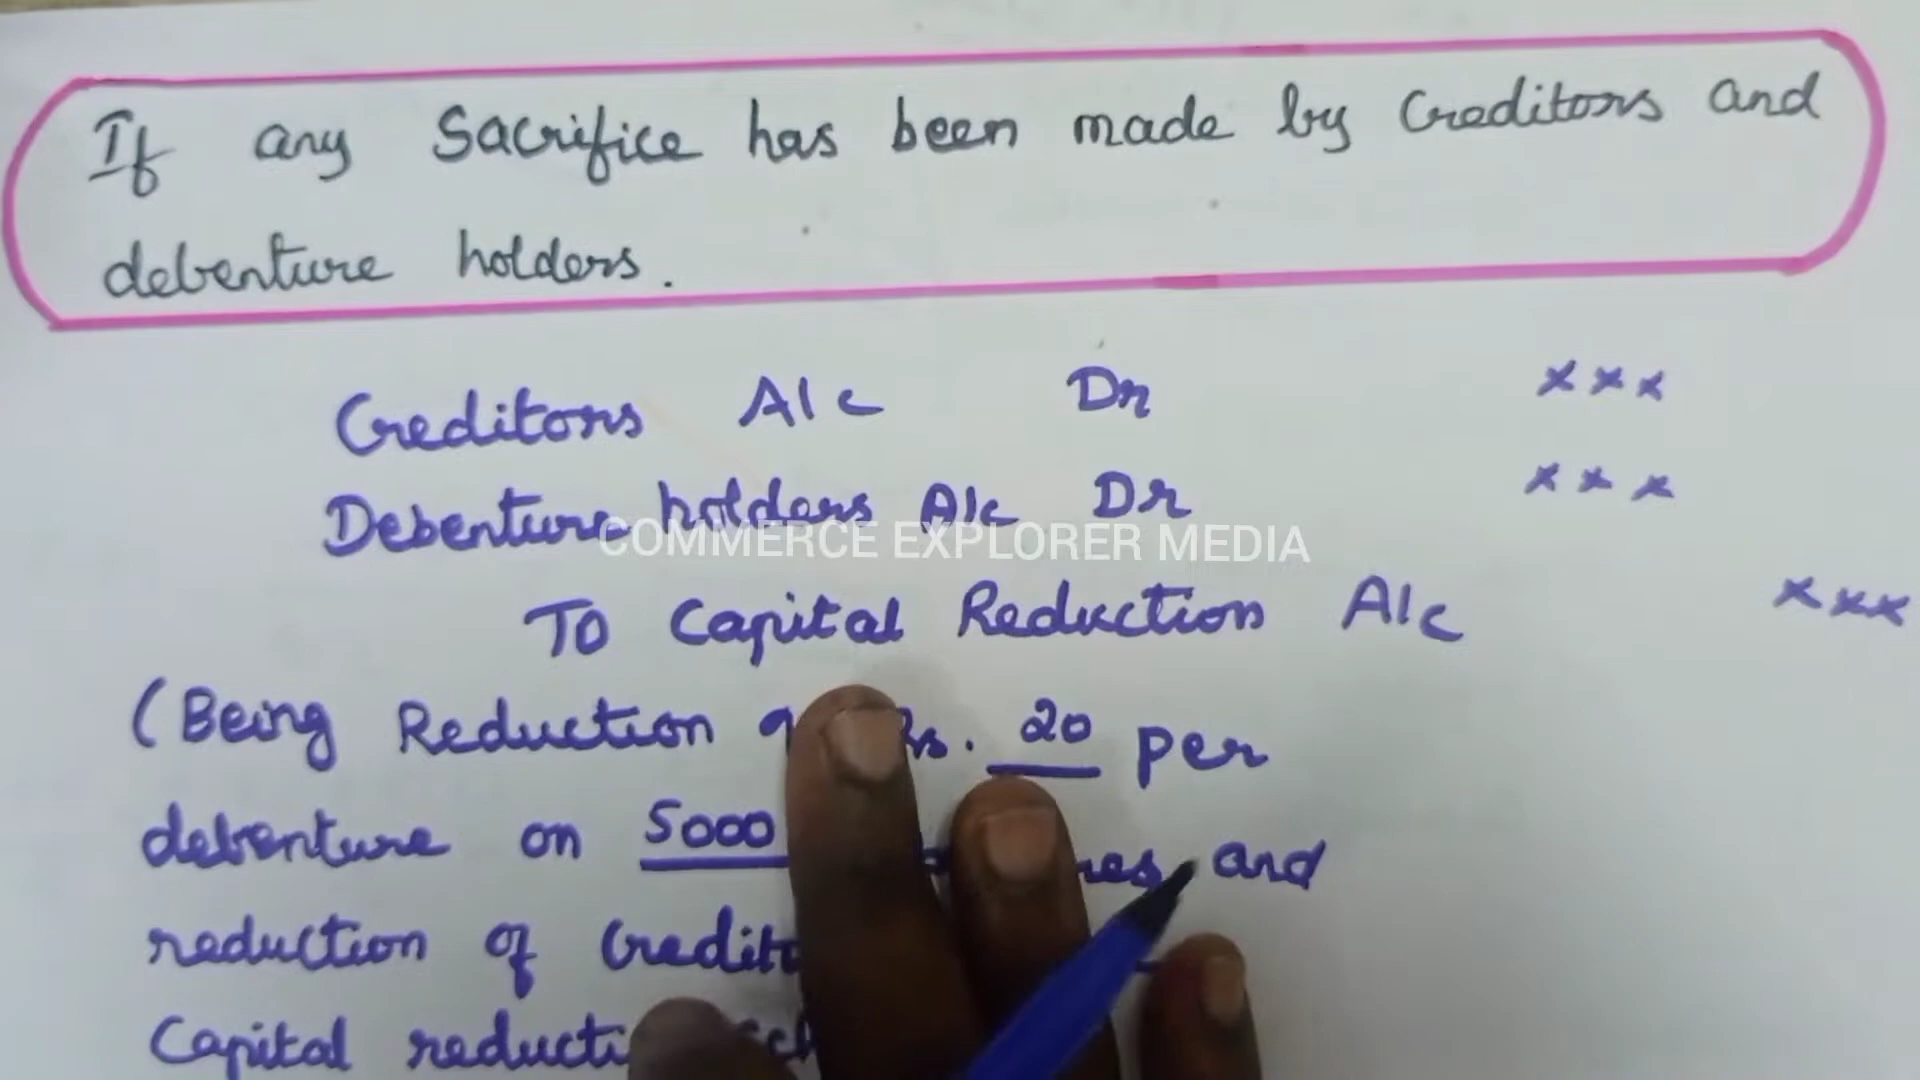 If any Sacrifice has been made by Creditors and
debenture holders.
Creditors A/c Dr xxx
Debenture holders A/c Dr xxx
COMMERCE EXPLORER MEDIA
To Capital Reduction A/c xxx
(Being Reduction Rs. 20 per
debenture on 5000 and
reduction of
Capital